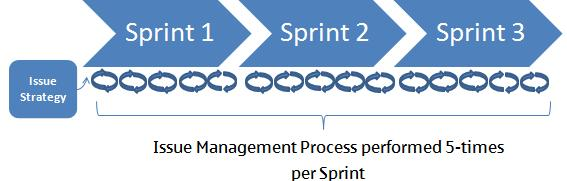 Sprint 1
Sprint 2
Sprint 3
Issue
Strategy
Issue Management Process performed 5-times
per Sprint